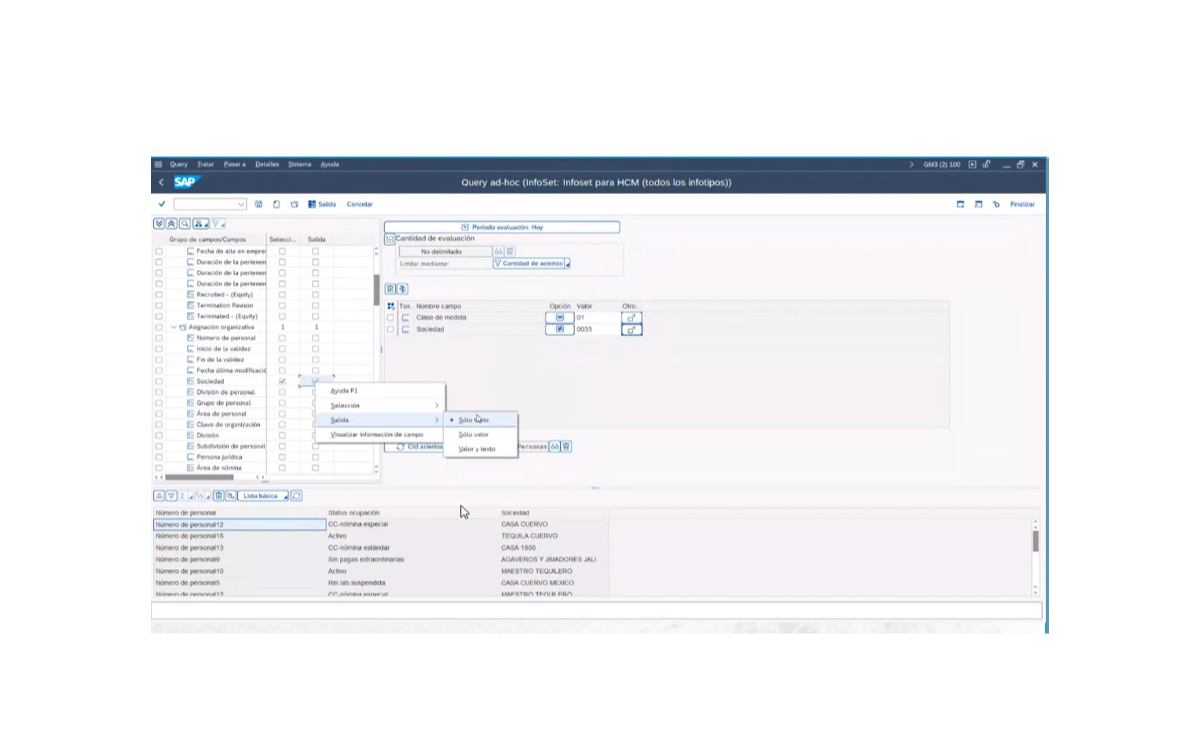 Query Tratar Pasar a Detalles Sistema Ayuda
GM3 (2) 100
SAP
Query ad-hoc (InfoSet: Infoset para HCM (todos los infotipos))
Salida Cancelar
Finalizar
Grupo de campos/Campos Selecci... Salida
Fecha de alta en empre
Duración de la pertenen
Duración de la pertenen
Duración de la pertenen
Recruted - (Equity)
Termination Reason
Terminated - (Equity)
Asignación organizativa 1 1
Número de personal
Inicio de la validez
Fin de la validez
Fecha última modificació
Sociedad
División de personal
Grupo de personal
Área de personal
Clave de organización
División
Subdivisión de personal
Persona jurídica
Área de nómina
Período evaluación: Hoy
Cantidad de evaluación
No delimitado
Limitar mediante: Cantidad de aciertos
Tex... Nombre campo Opción Valor Otro...
Clase de medida 01
Sociedad 0033
Ayuda F1
Selección
Salida
Visualizar información de campo
Sólo texto
Sólo valor
Valor y texto
Ctd.aciertos
Personas
Lista básica
Número de personal Status ocupación Sociedad
Número de personal12 CC-nómina especial CASA CUERVO
Número de personal15 Activo TEQUILA CUERVO
Número de personal13 CC-nómina estándar CASA 1800
Número de personal9 Sin pagas extraordinarias AGAVEROS Y JIMADORES JALI
Número de personal10 Activo MAESTRO TEQUILERO
Número de personal5 Rel.lab.suspendida CASA CUERVO MEXICO
CC-nómina especial MAESTRO TEQUILERO